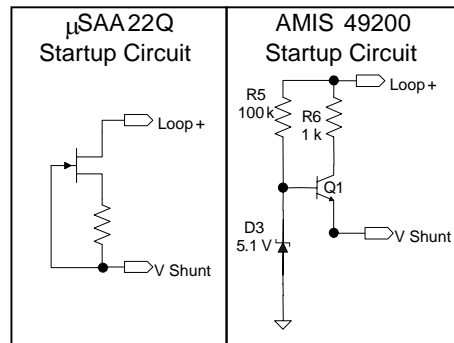 µSAA22Q
Startup Circuit
Loop+
V Shunt
AMIS 49200
Startup Circuit
R5
100k
R6
1 k
Loop+
Q1
D3
5.1 V
V Shunt